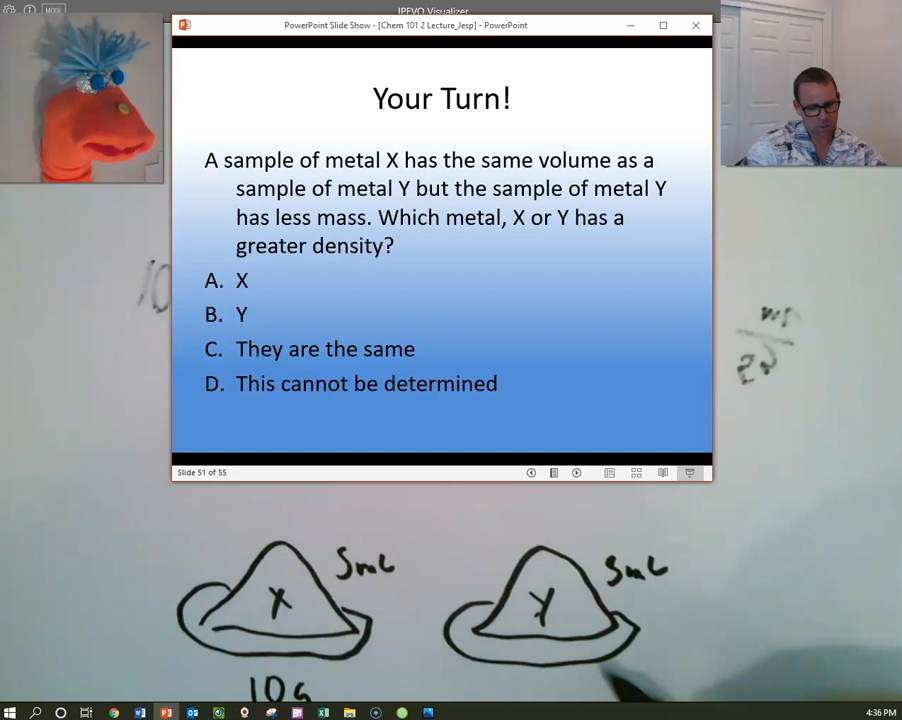 MODE
IPEVO Visualizer
PowerPoint Slide Show - [Chem 101 2 Lecture_Jesp] - PowerPoint
Your Turn!
A sample of metal X has the same volume as a
sample of metal Y but the sample of metal Y
has less mass. Which metal, X or Y has a
greater density?
A. X
B. Y
C. They are the same
D. This cannot be determined
Slide 51 of 55
10
X
5mL
Y
5mL
10g
4:36 PM